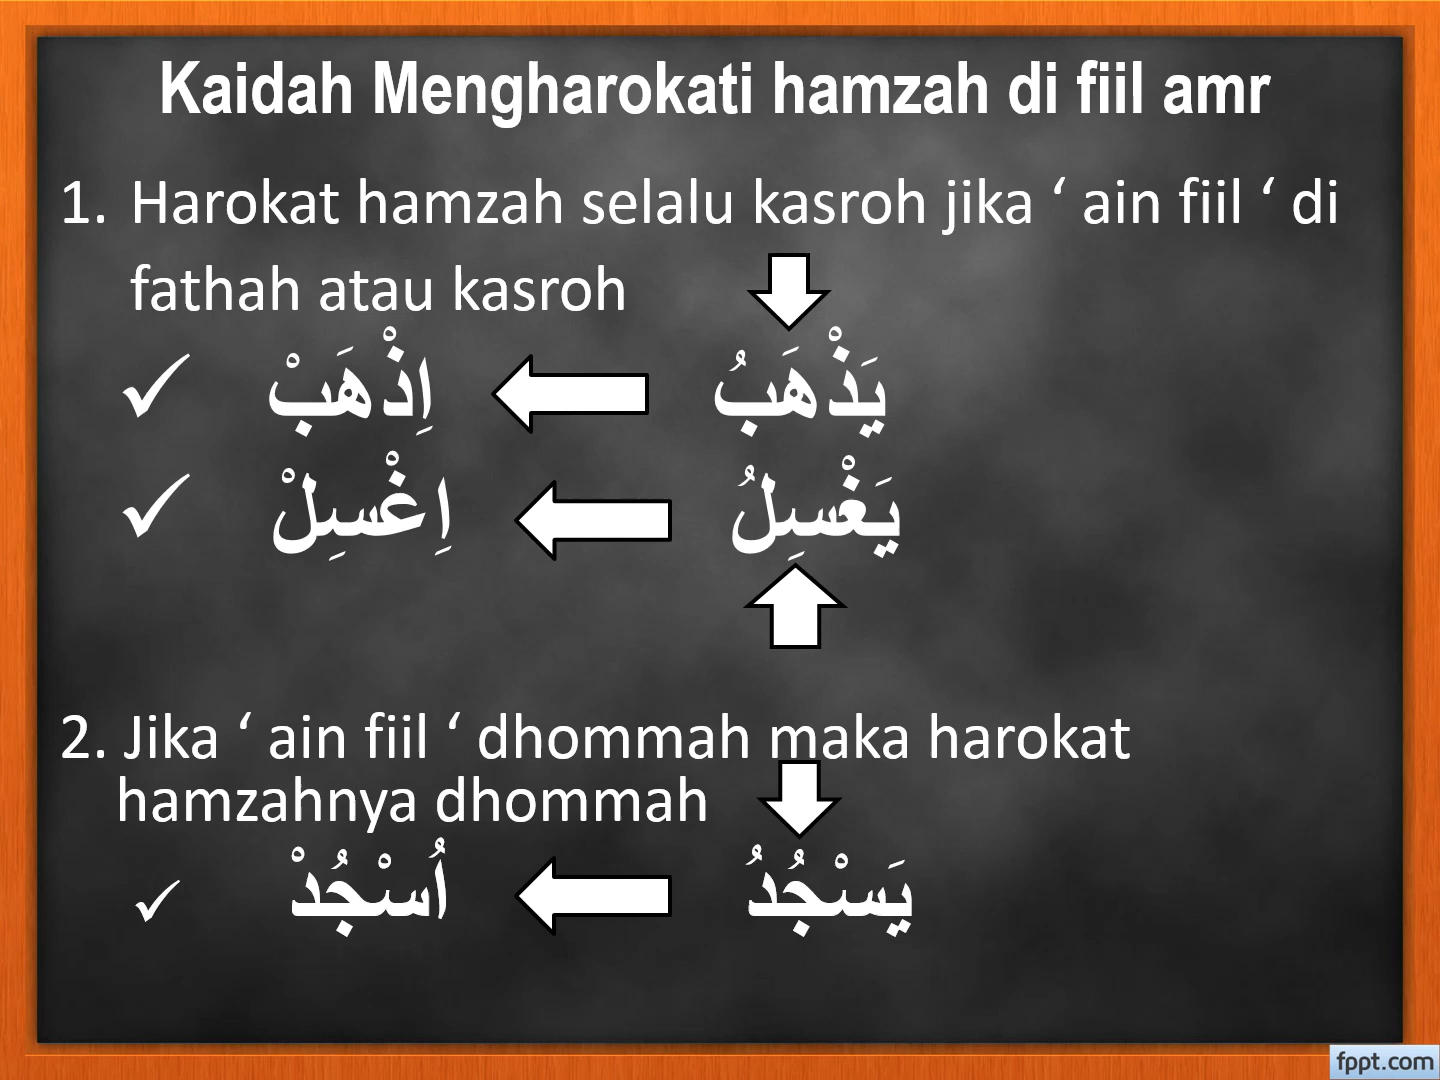 Kaidah Mengharokati hamzah di fiil amr
1. Harokat hamzah selalu kasroh jika ‘ ain fiil ‘ di
fathah atau kasroh
✓ يَذْهَبُ اِذْهَبْ
✓ يَغْسِلُ اِغْسِلْ
2. Jika ‘ ain fiil ‘ dhommah maka harokat
hamzahnya dhommah
✓ يَسْجُدُ اُسْجُدْ
fppt.com